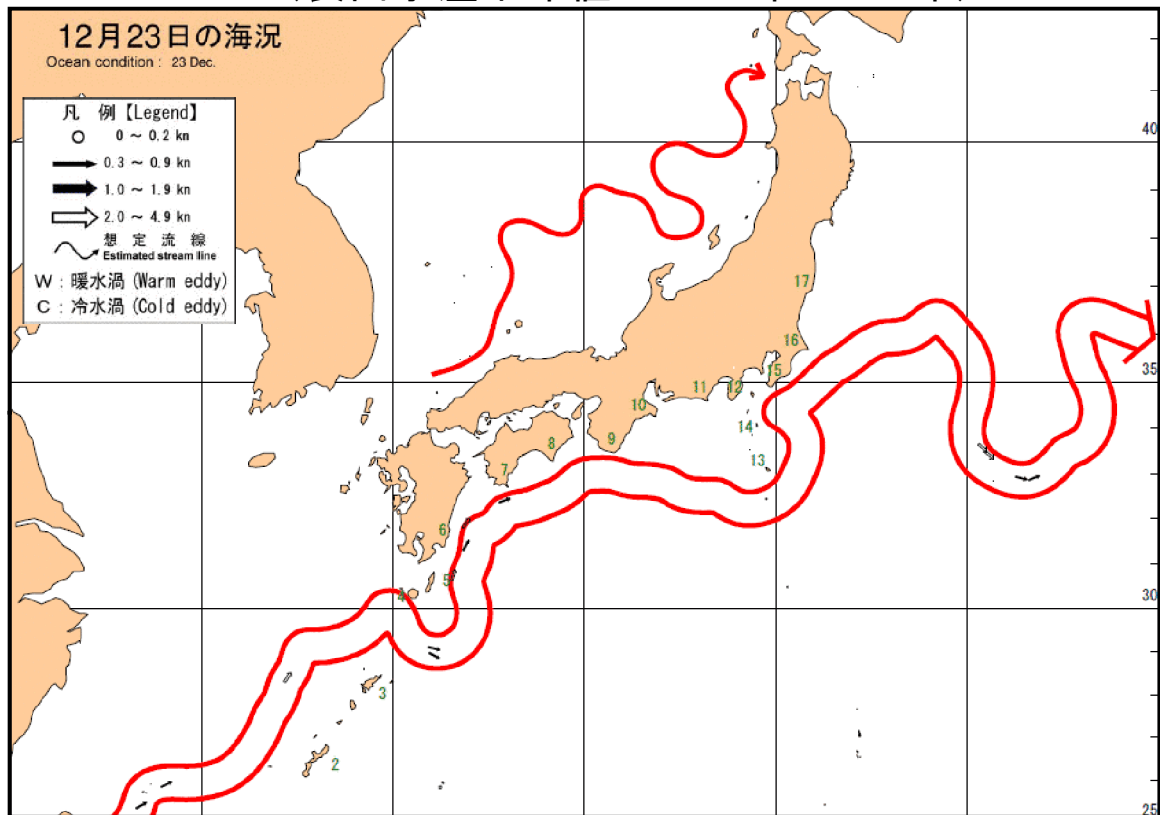 12月23日の海況
Ocean condition : 23 Dec.
凡 例【Legend】
0 ～ 0.2 kn
0.3 ～ 0.9 kn
1.0 ～ 1.9 kn
2.0 ～ 4.9 kn
想 定 流 線
Estimated stream line
W : 暖水渦 (Warm eddy)
C : 冷水渦 (Cold eddy)
40
17
16
15
35
12
11
10
14
9
8
13
7
6
5
4
30
3
2
25